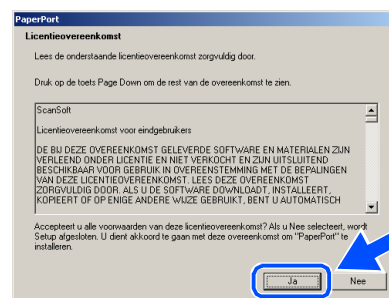 PaperPort
Licentieovereenkomst
Lees de onderstaande licentieovereenkomst zorgvuldig door.
Druk op de toets Page Down om de rest van de overeenkomst te zien.
ScanSoft
Licentieovereenkomst voor eindgebruikers
DE BIJ DEZE OVEREENKOMST GELEVERDE SOFTWARE EN MATERIALEN ZIJN
VERLEEND ONDER LICENTIE EN NIET VERKOCHT EN ZIJN UITSLUITEND
BESCHIKBAAR VOOR GEBRUIK IN OVEREENSTEMMING MET DE BEPALINGEN
VAN DEZE LICENTIEOVEREENKOMST. LEES DEZE OVEREENKOMST
ZORGVULDIG DOOR. ALS U DE SOFTWARE DOWNLOADT, INSTALLEERT,
KOPIEERT OF OP ENIGE ANDERE WIJZE GEBRUIKT, BENT U AUTOMATISCH
Accepteert u alle voorwaarden van deze licentieovereenkomst? Als u Nee selecteert, wordt
Setup afgesloten. U dient akkoord te gaan met deze overeenkomst om "PaperPort" te
installeren.
Ja
Nee